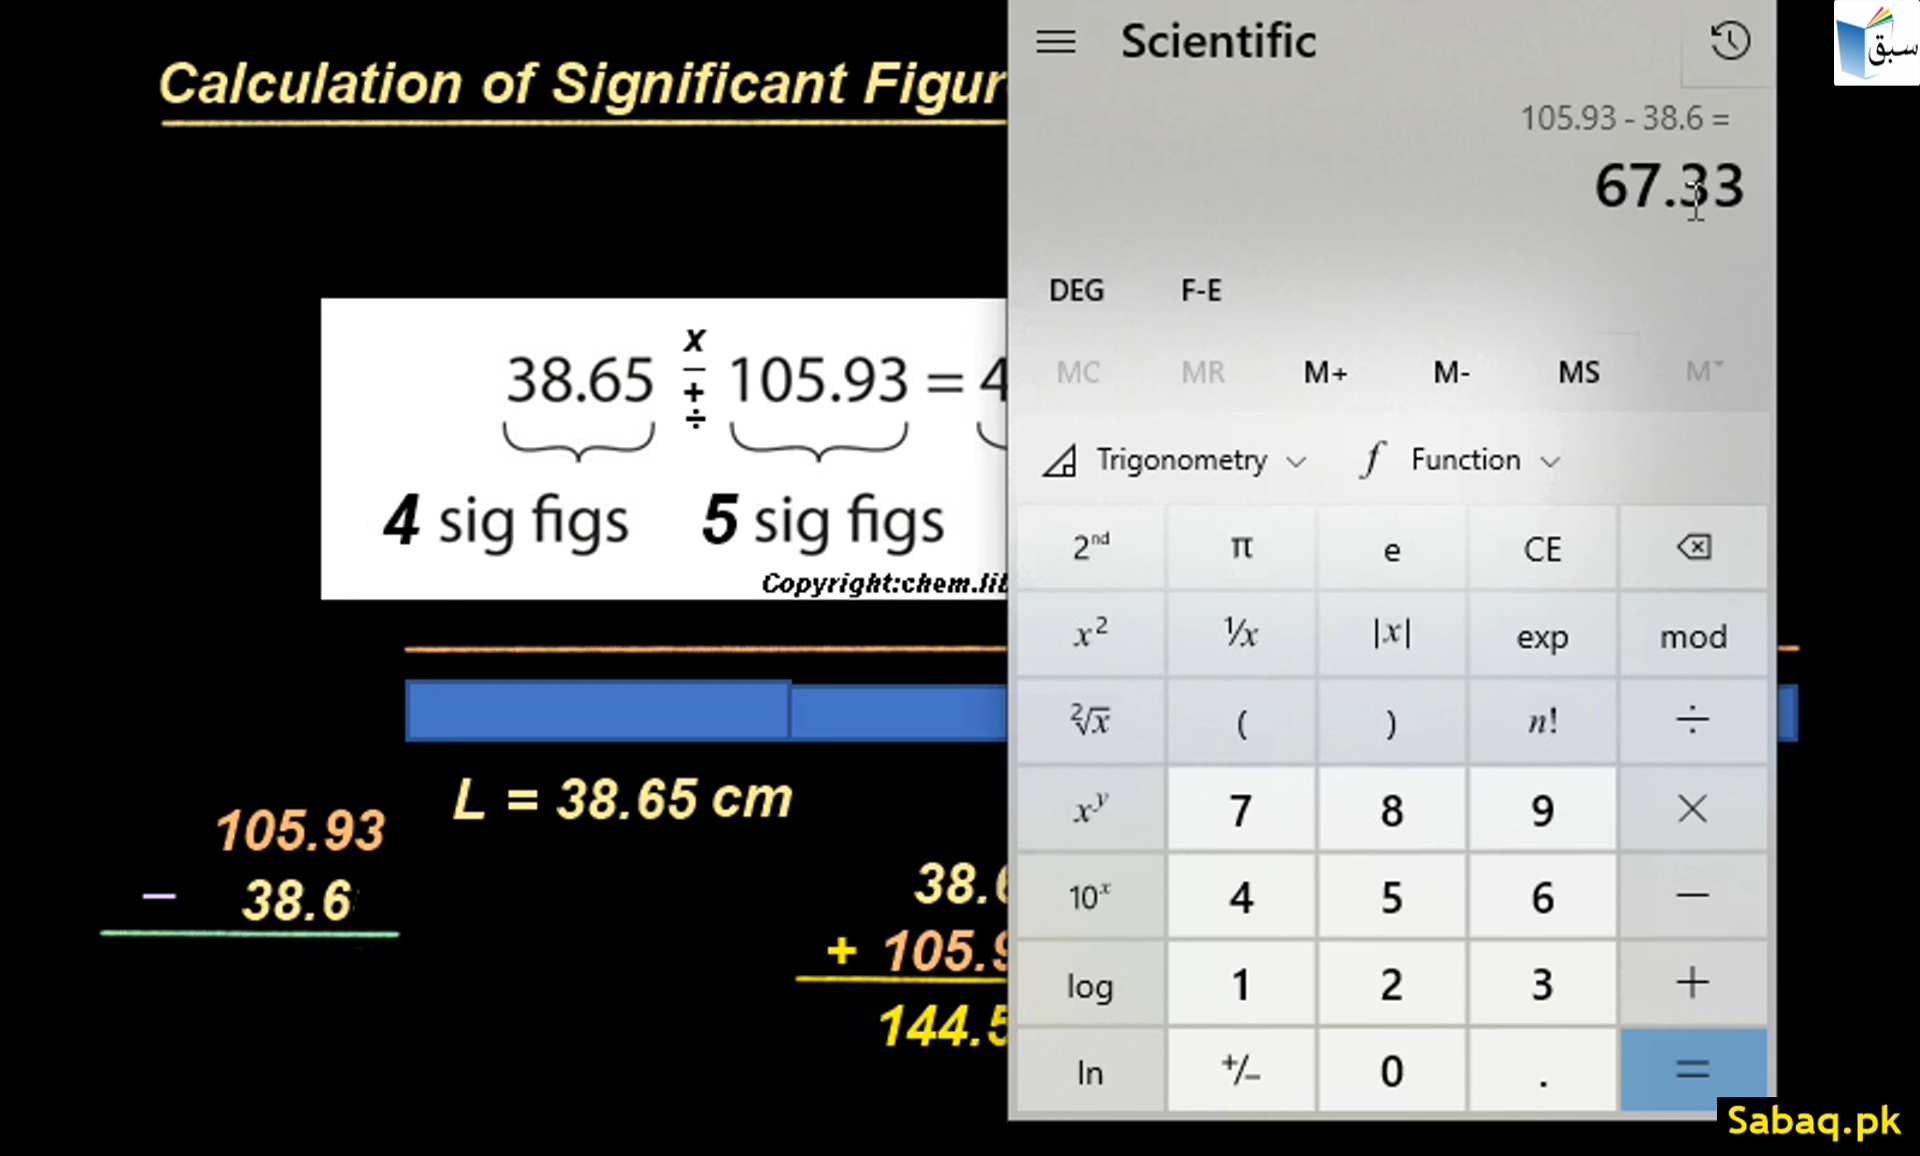 Calculation of Significant Figur
38.65 x − + ÷ 105.93 = 4
4 sig figs 5 sig figs
Copyright:chem.lib
L = 38.65 cm
105.93
− 38.6
38.6
+ 105.9
144.5
Scientific
105.93 - 38.6 =
67.33
DEG F-E
MC MR M+ M- MS M˅
Trigonometry f Function
2nd π e CE
x² ¹/x |x| exp mod
²√x ( ) n! ÷
xʸ 7 8 9 ×
10ˣ 4 5 6 −
log 1 2 3 +
ln +/− 0 . =
سبق
Sabaq.pk